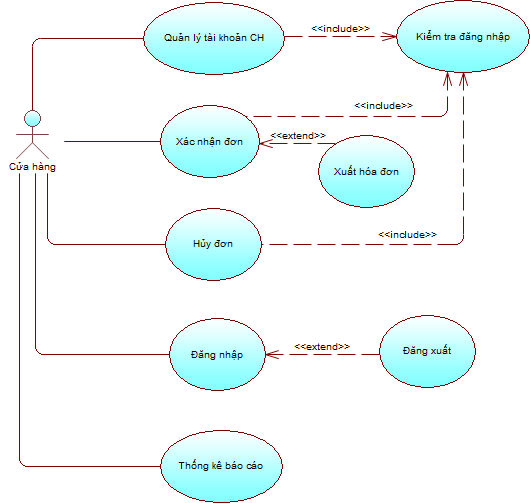 Quản lý tài khoản CH
<<include>>
Kiểm tra đăng nhập
<<include>>
Xác nhận đơn
<<extend>>
Xuất hóa đơn
Cửa hàng
Hủy đơn
<<include>>
Đăng nhập
<<extend>>
Đăng xuất
Thống kê báo cáo